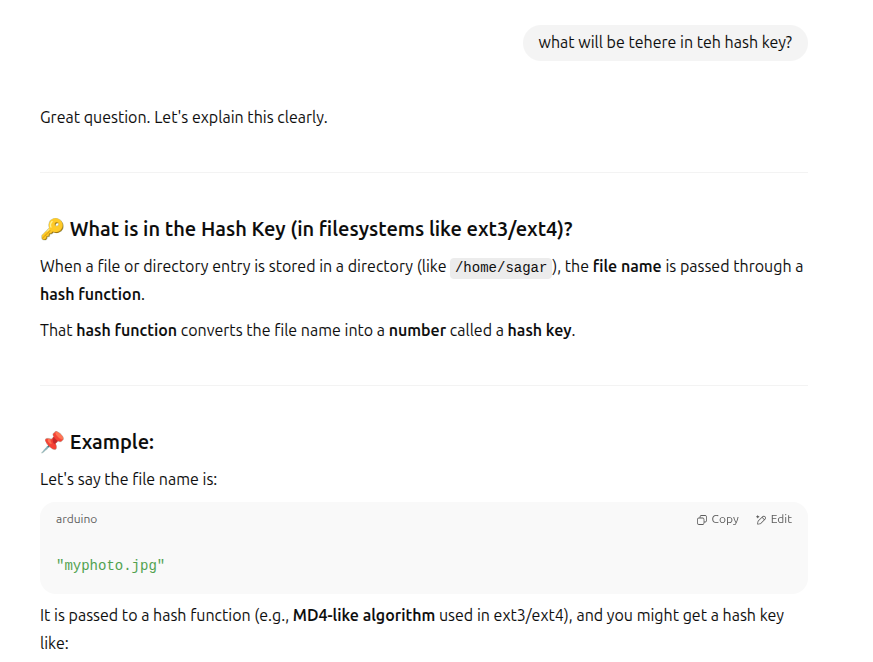 what will be tehere in teh hash key?
Great question. Let's explain this clearly.
🔑 What is in the Hash Key (in filesystems like ext3/ext4)?
When a file or directory entry is stored in a directory (like /home/sagar), the file name is passed through a
hash function.
That hash function converts the file name into a number called a hash key.
📌 Example:
Let's say the file name is:
arduino Copy Edit
"myphoto.jpg"
It is passed to a hash function (e.g., MD4-like algorithm used in ext3/ext4), and you might get a hash key
like: